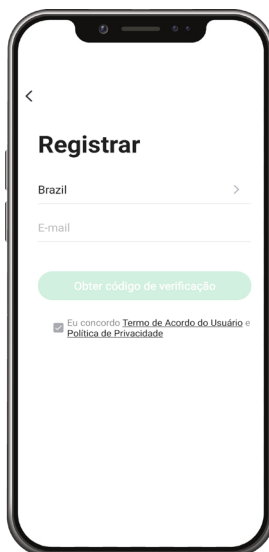 Registrar
Brazil
E-mail
Obter código de verificação
Eu concordo Termo de Acordo do Usuário e
Política de Privacidade